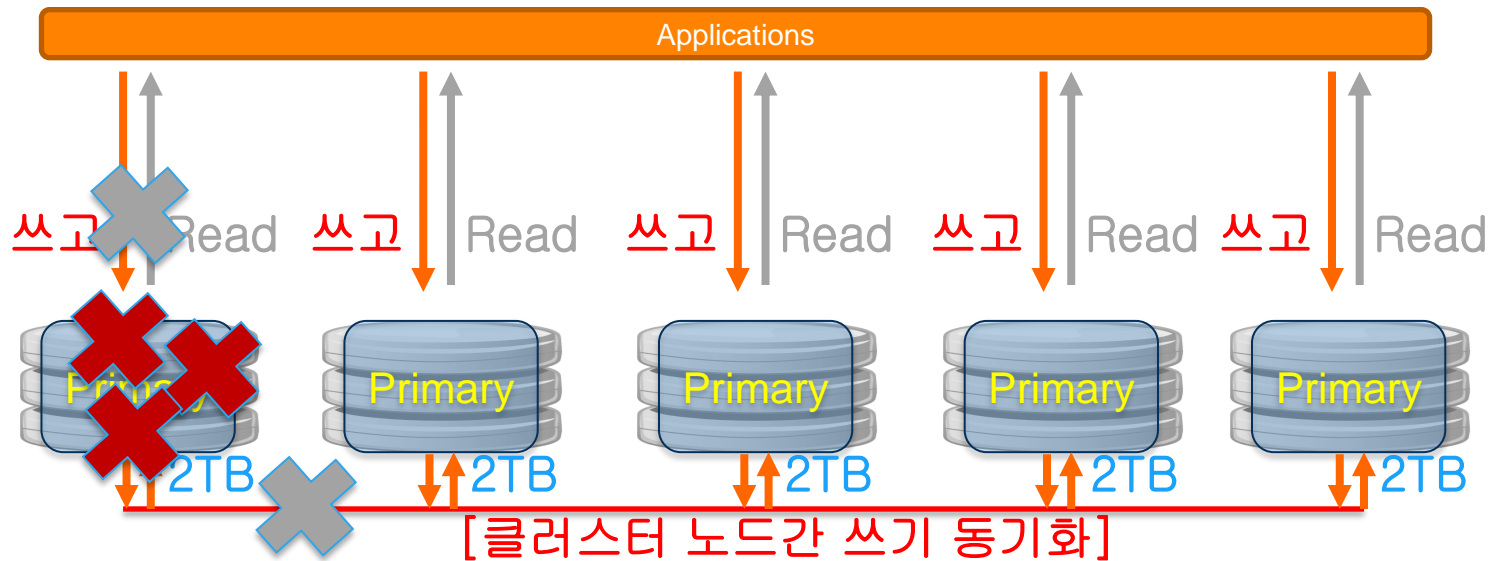 Applications
쓰고 Read 쓰고 Read 쓰고 Read 쓰고 Read 쓰고 Read
Primary Primary Primary Primary Primary
2TB 2TB 2TB 2TB 2TB
[클러스터 노드간 쓰기 동기화]